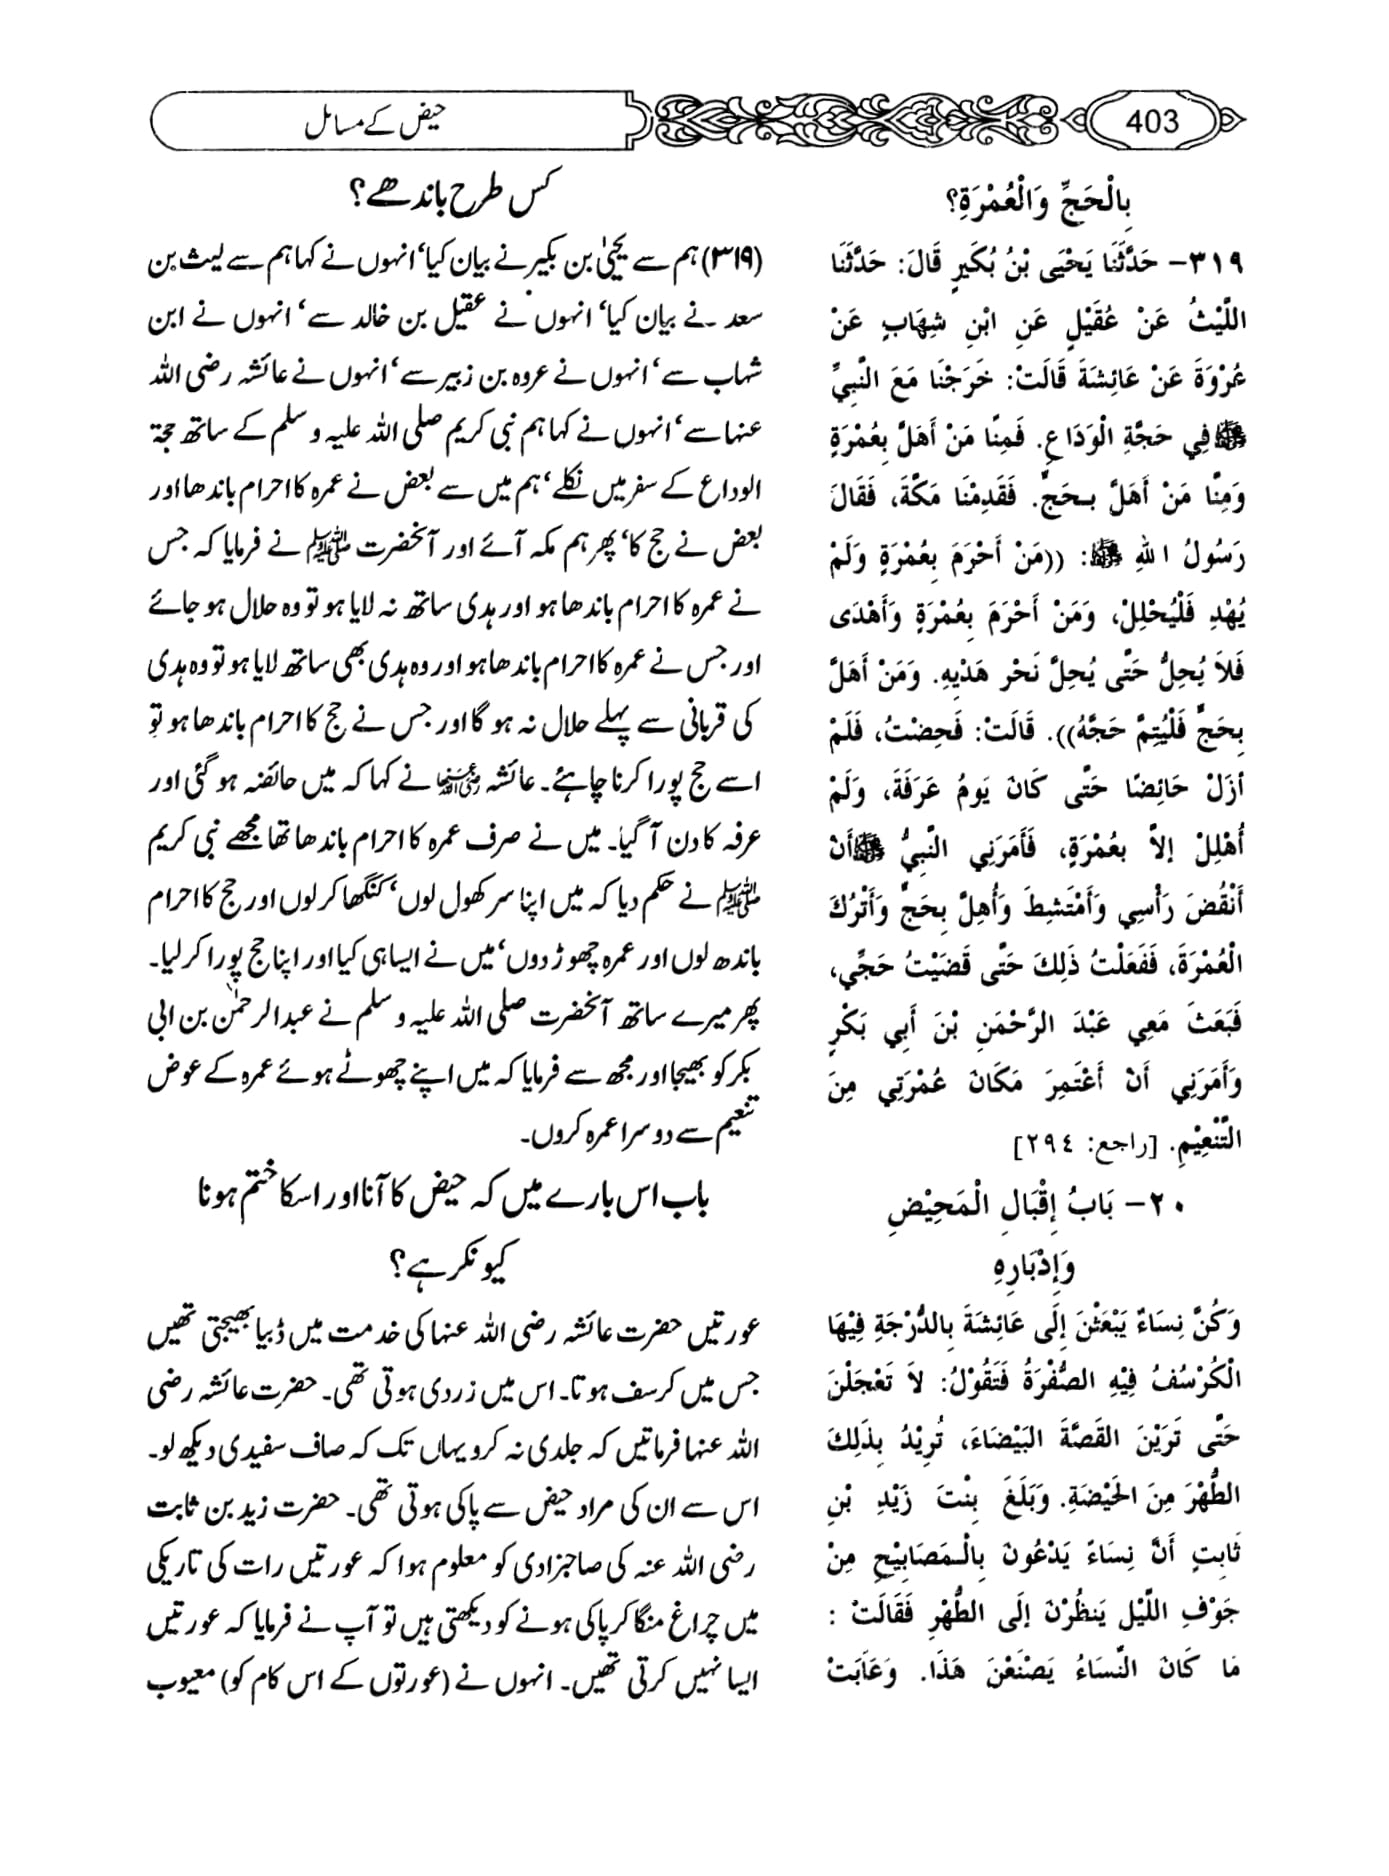 403
حیض کے مسائل
بِالْحَجِّ وَالْعُمْرَةِ؟
٣١٩- حَدَّثَنَا يَحْيَى بْنُ بُكَيرٍ قَالَ: حَدَّثَنَا
اللَّيْثُ عَنْ عُقَيْلٍ عَنِ ابْنِ شِهَابٍ عَنْ
عُرْوَةَ عَنْ عَائِشَةَ قَالَتْ: خَرَجْنَا مَعَ النَّبِيِّ
ﷺ فِي حَجَّةِ الْوَدَاعِ. فَمِنَّا مَنْ أَهَلَّ بِعُمْرَةٍ
وَمِنَّا مَنْ أَهَلَّ بِحَجٍّ. فَقَدِمْنَا مَكَّةَ، فَقَالَ
رَسُولُ اللهِ ﷺ: ((مَنْ أَحْرَمَ بِعُمْرَةٍ وَلَمْ
يُهْدِ فَلْيُحْلِلْ، وَمَنْ أَحْرَمَ بِعُمْرَةٍ وَأَهْدَى
فَلاَ يُحِلُّ حَتَّى يُحِلَّ نَحْر هَدْيِهِ. وَمَنْ أَهَلَّ
بِحَجٍّ فَلْيُتِمَّ حَجَّهُ)). قَالَتْ: فَحِضْتُ، فَلَمْ
أَزَلْ حَائِضًا حَتَّى كَانَ يَومُ عَرَفَةَ، وَلَمْ
أُهْلِلْ إلاَّ بِعُمْرَةٍ، فَأَمَرَنِي النَّبِيُّ ﷺ أَنْ
أَنْقُضَ رَأْسِي وَأَمْتَشِطَ وَأُهِلَّ بِحَجٍّ وَأَتْرُكَ
الْعُمْرَةَ، فَفَعَلْتُ ذَلِكَ حَتَّى قَضَيْتُ حَجِّي،
فَبَعَثَ مَعِي عَبْدَ الرَّحْمَنِ بْنَ أَبِي بَكْرٍ
وَأَمَرَنِي أَنْ أَعْتَمِرَ مَكَانَ عُمْرَتِي مِنَ
التَّنْعِيْمِ. [راجع: ٢٩٤]
٢٠- بَابُ إِقْبَالِ الْمَحِيْضِ
وَإِدْبَارِهِ
وَكُنَّ نِسَاءٌ يَبْعَثْنَ إِلَى عَائِشَةَ بِالدُّرْجَةِ فِيْهَا
الْكُرْسُفُ فِيْهِ الصُّفْرَةُ فَتَقُوْلُ: لاَ تَعْجَلْنَ
حَتَّى تَرَيْنَ القَصَّةَ البَيْضَاءَ، تُرِيْدُ بِذَلِكَ
الطُّهْرَ مِنَ الحَيْضَةِ. وَبَلَغَ بِنْتَ زَيْدِ بْنِ
ثَابِتٍ أَنَّ نِسَاءً يَدْعُونَ بِالْمَصَابِيْحِ مِنْ
جَوْفِ اللَّيْلِ يَنظُرْنَ إلَى الطُّهْرِ فَقَالَتْ :
مَا كَانَ النِّسَاءُ يَصْنَعْنَ هَذَا. وَعَابَتْ
کس طرح باندھے؟
(۳۱۹) ہم سے یحییٰ بن بکیر نے بیان کیا‘ انہوں نے کہا ہم سے لیث بن
سعد نے بیان کیا‘ انہوں نے عقیل بن خالد سے‘ انہوں نے ابن
شہاب سے‘ انہوں نے عروہ بن زبیر سے‘ انہوں نے عائشہ رضی اللہ
عنہا سے‘ انہوں نے کہا ہم نبی کریم صلی اللہ علیہ و سلم کے ساتھ حجۃ
الوداع کے سفر میں نکلے‘ ہم میں سے بعض نے عمرہ کا احرام باندھا اور
بعض نے حج کا‘ پھر ہم مکہ آئے اور آنحضرت ﷺ نے فرمایا کہ جس
نے عمرہ کا احرام باندھا ہو اور ہدی ساتھ نہ لایا ہو تو وہ حلال ہو جائے
اور جس نے عمرہ کا احرام باندھا ہو اور وہ ہدی بھی ساتھ لایا ہو تو وہ ہدی
کی قربانی سے پہلے حلال نہ ہو گا اور جس نے حج کا احرام باندھا ہو تو
اسے حج پورا کرنا چاہئے۔ عائشہ رضی اللہ عنہا نے کہا کہ میں حائضہ ہو گئی اور
عرفہ کا دن آ گیا۔ میں نے صرف عمرہ کا احرام باندھا تھا مجھے نبی کریم
ﷺ نے حکم دیا کہ میں اپنا سر کھول لوں‘ کنگھا کر لوں اور حج کا احرام
باندھ لوں اور عمرہ چھوڑ دوں‘ میں نے ایسا ہی کیا اور اپنا حج پورا کر لیا۔
پھر میرے ساتھ آنحضرت صلی اللہ علیہ و سلم نے عبدالرحمٰن بن ابی
بکر کو بھیجا اور مجھ سے فرمایا کہ میں اپنے چھوٹے ہوئے عمرہ کے عوض
تنعیم سے دوسرا عمرہ کروں۔
باب اس بارے میں کہ حیض کا آنا اور اسکا ختم ہونا
کیونکر ہے؟
عورتیں حضرت عائشہ رضی اللہ عنہا کی خدمت میں ڈبیا بھیجتی تھیں
جس میں کرسف ہوتا۔ اس میں زردی ہوتی تھی۔ حضرت عائشہ رضی
اللہ عنہا فرماتیں کہ جلدی نہ کرو یہاں تک کہ صاف سفیدی دیکھ لو۔
اس سے ان کی مراد حیض سے پاکی ہوتی تھی۔ حضرت زید بن ثابت
رضی اللہ عنہ کی صاحبزادی کو معلوم ہوا کہ عورتیں رات کی تاریکی
میں چراغ منگا کر پاکی ہونے کو دیکھتی ہیں تو آپ نے فرمایا کہ عورتیں
ایسا نہیں کرتی تھیں۔ انہوں نے (عورتوں کے اس کام کو) معیوب